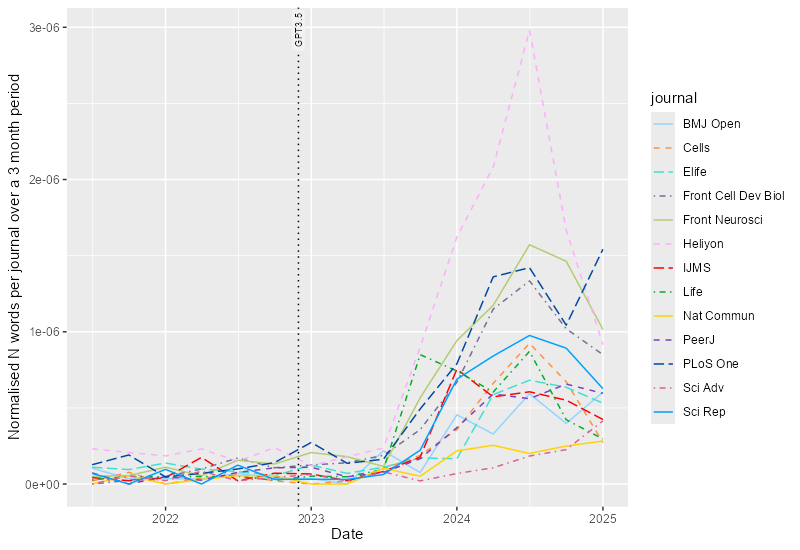 Normalised N words per journal over a 3 month period
3e-06
2e-06
1e-06
0e+00
GPT3.5
2022
2023
2024
2025
Date
journal
BMJ Open
Cells
Elife
Front Cell Dev Biol
Front Neurosci
Heliyon
IJMS
Life
Nat Commun
PeerJ
PLoS One
Sci Adv
Sci Rep